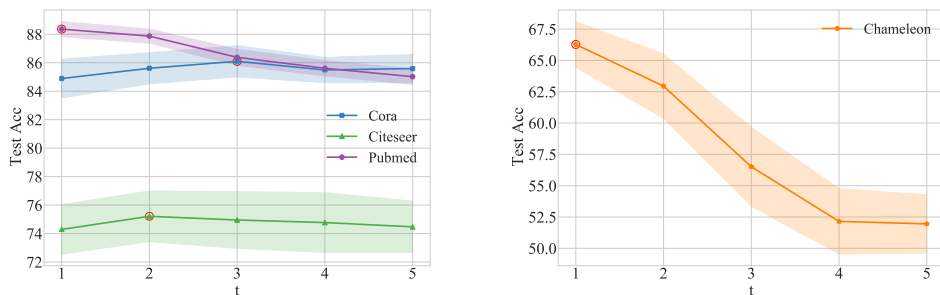 88
86
84
82
80
78
76
74
72
Test Acc
1 2 3 4 5
t
Cora
Citeseer
Pubmed
67.5
65.0
62.5
60.0
57.5
55.0
52.5
50.0
Test Acc
1 2 3 4 5
t
Chameleon